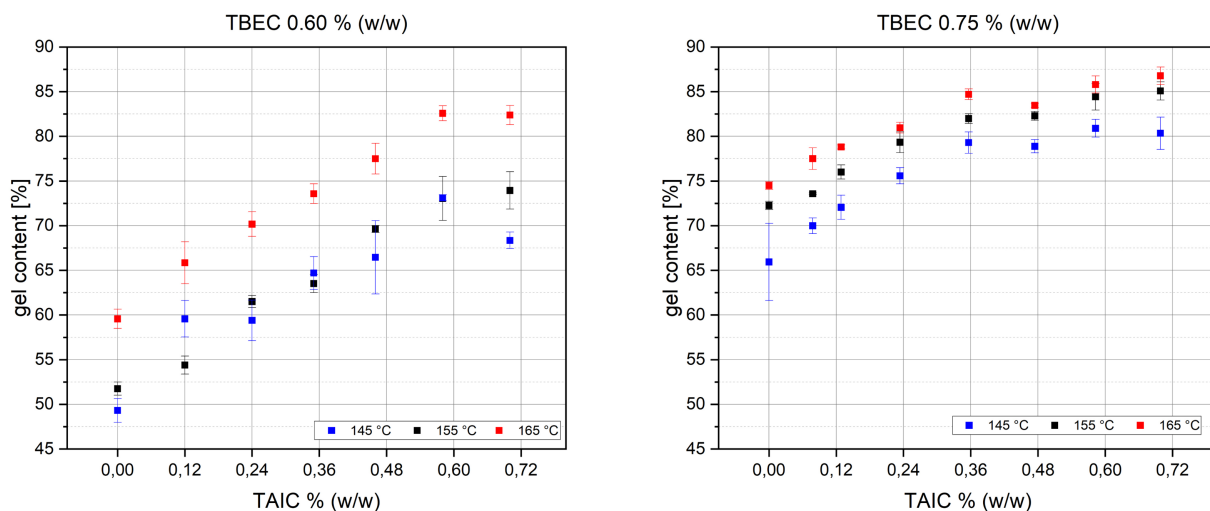 TBEC 0.60 % (w/w)
90
85
80
75
70
65
60
55
50
45
gel content [%]
145 °C 155 °C 165 °C
0,00 0,12 0,24 0,36 0,48 0,60 0,72
TAIC % (w/w)
TBEC 0.75 % (w/w)
90
85
80
75
70
65
60
55
50
45
gel content [%]
145 °C 155 °C 165 °C
0,00 0,12 0,24 0,36 0,48 0,60 0,72
TAIC % (w/w)